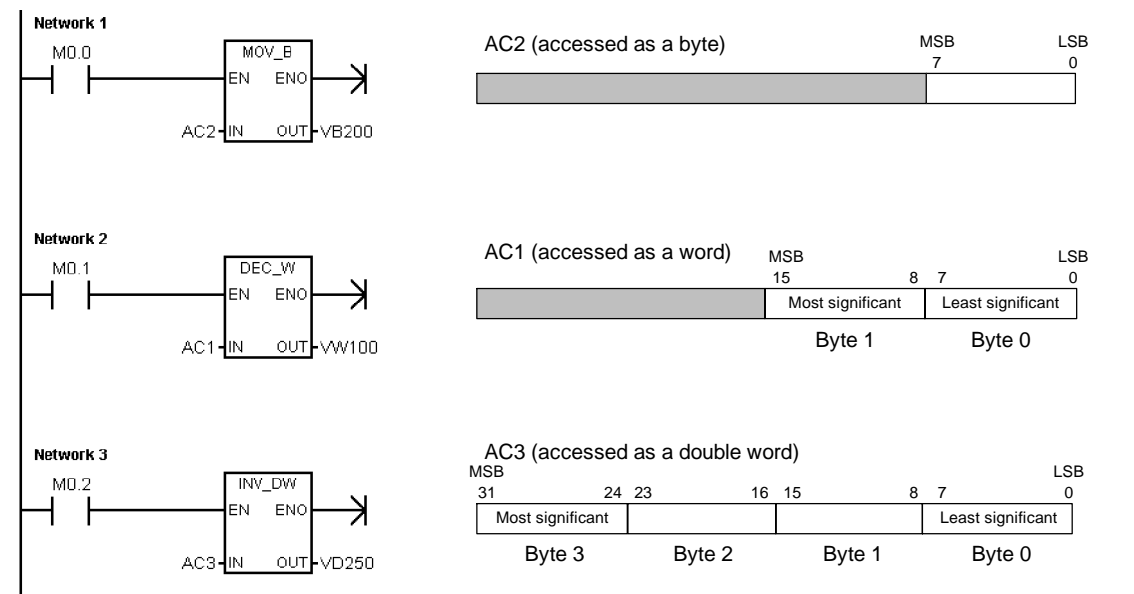 Network 1
M0.0
MOV_B
EN ENO
AC2 IN OUT VB200
AC2 (accessed as a byte)
MSB LSB
7 0
Network 2
M0.1
DEC_W
EN ENO
AC1 IN OUT VW100
AC1 (accessed as a word)
MSB LSB
15 8 7 0
Most significant Least significant
Byte 1 Byte 0
Network 3
M0.2
INV_DW
EN ENO
AC3 IN OUT VD250
AC3 (accessed as a double word)
MSB LSB
31 24 23 16 15 8 7 0
Most significant Least significant
Byte 3 Byte 2 Byte 1 Byte 0